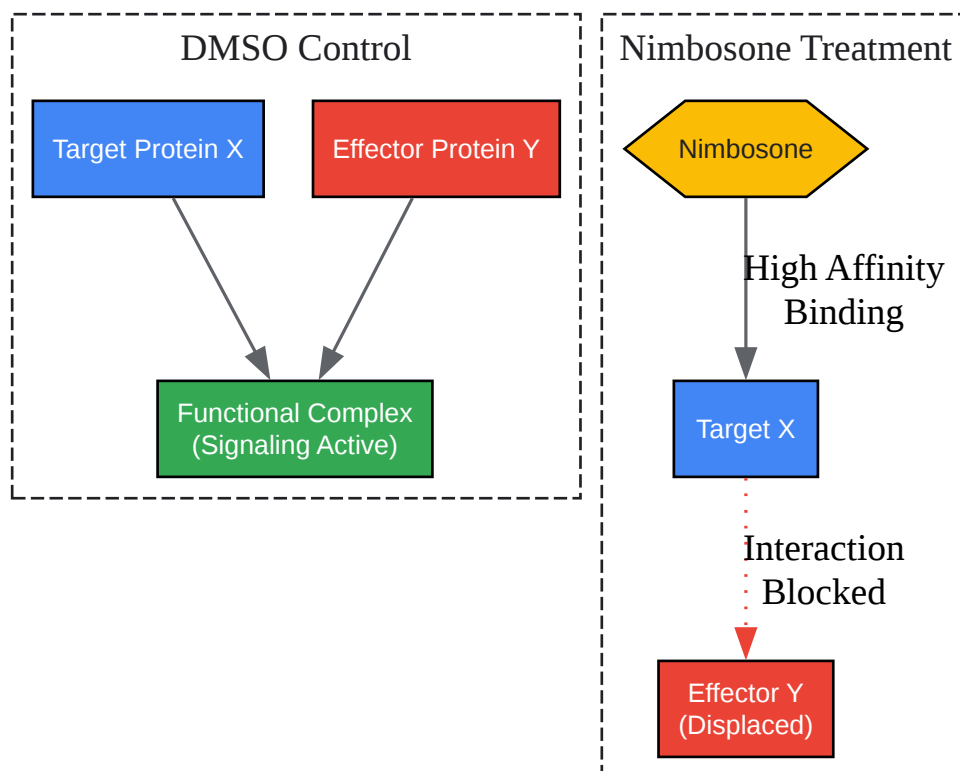 DMSO Control
Target Protein X
Effector Protein Y
Functional Complex
(Signaling Active)
Nimbosone Treatment
Nimbosone
High Affinity
Binding
Target X
Interaction
Blocked
Effector Y
(Displaced)